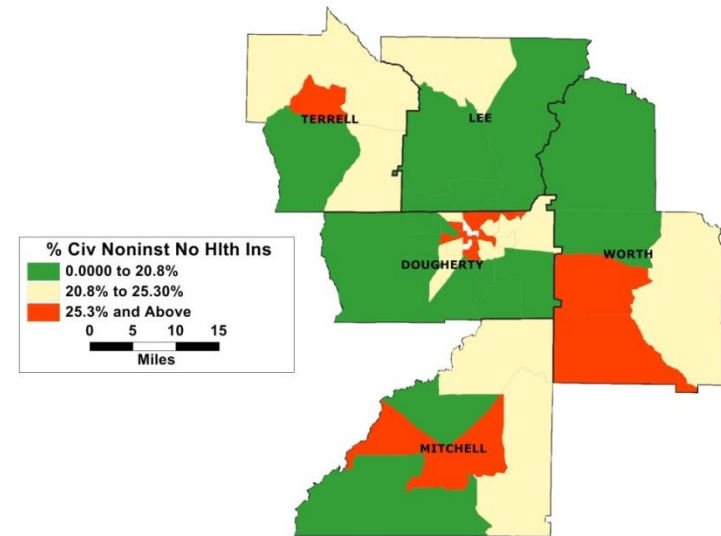 TERRELL
LEE
% Civ Noninst No Hlth Ins
0.0000 to 20.8%
20.8% to 25.30%
25.3% and Above
0 5 10 15
Miles
DOUGHERTY
WORTH
MITCHELL